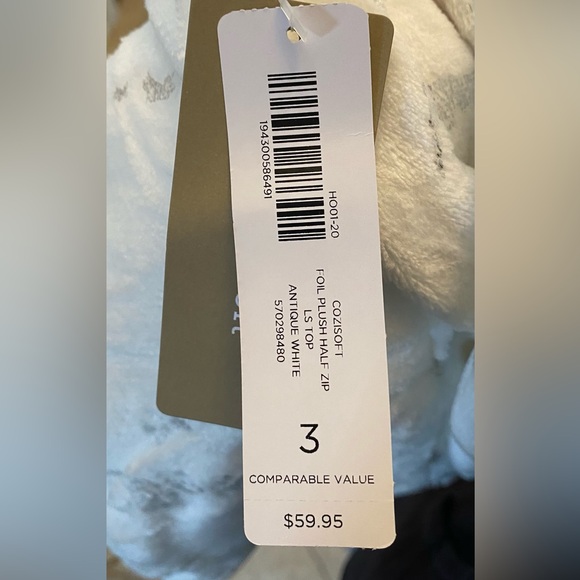 194300586491
HO01-20
COZISOFT
FOIL PLUSH HALF ZIP
LS TOP
ANTIQUE WHITE
570298480
3
COMPARABLE VALUE
$59.95